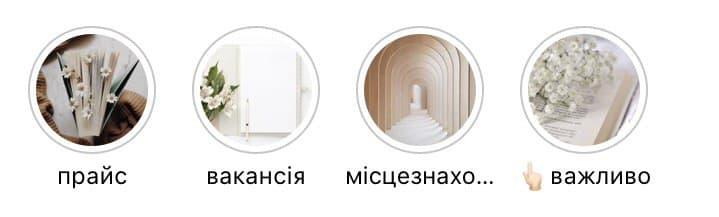 прайс
вакансія
місцезнахо...
👆🏻 важливо